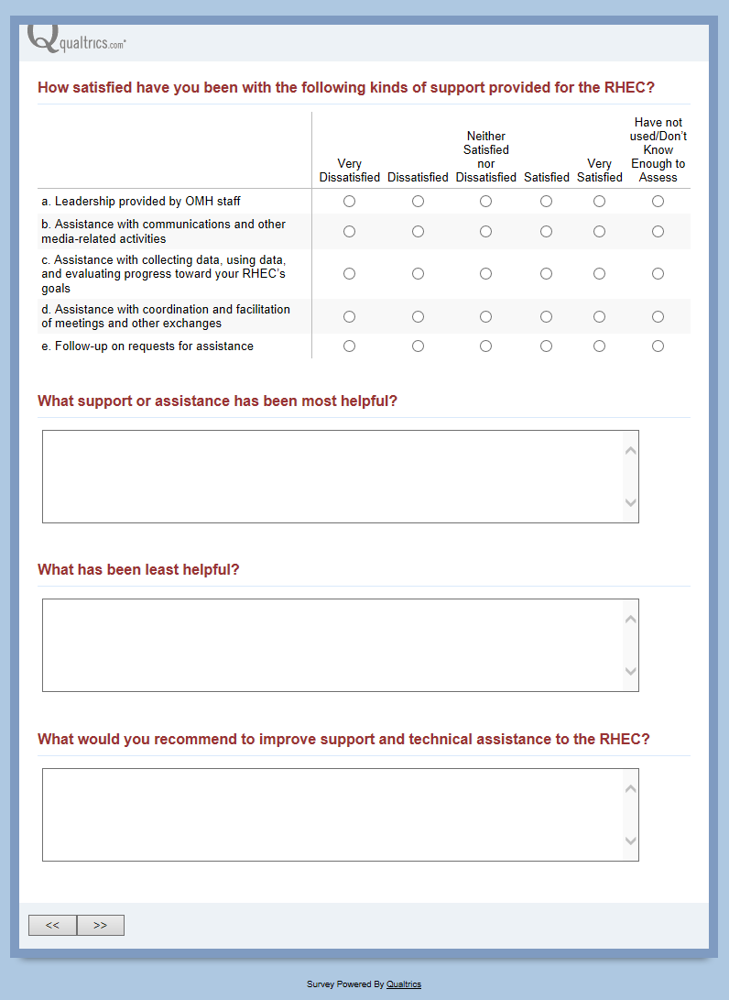 Qualtrics.com
How satisfied have you been with the following kinds of support provided for the RHEC?
Have not
used/Don't
Know
Enough to
Assess
Neither
Satisfied
nor
Dissatisfied
Very
Dissatisfied
Dissatisfied
Satisfied
Very
Satisfied
a. Leadership provided by OMH staff
b. Assistance with communications and other
media-related activities
c. Assistance with collecting data, using data,
and evaluating progress toward your RHEC's
goals
d. Assistance with coordination and facilitation
of meetings and other exchanges
e. Follow-up on requests for assistance
What support or assistance has been most helpful?
What has been least helpful?
What would you recommend to improve support and technical assistance to the RHEC?
<< >>
Survey Powered By Qualtrics